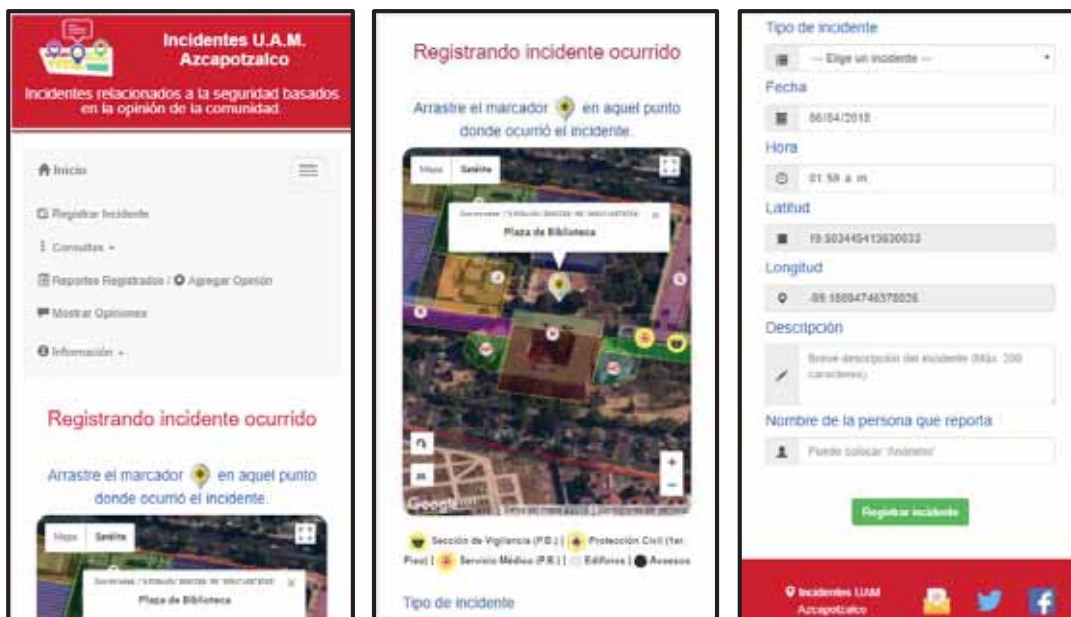 Incidentes U.A.M.
Azcapotzalco
Incidentes relacionados a la seguridad basados
en la opinión de la comunidad.
Inicio
Registrar Incidente
Consultas
Reportes Registrados / Agregar Opinión
Mostrar Opiniones
Información
Registrando incidente ocurrido
Arrastre el marcador en aquel punto
donde ocurrió el incidente.
Mapa Satélite
Plaza de Biblioteca
Registrando incidente ocurrido
Arrastre el marcador en aquel punto
donde ocurrió el incidente.
Mapa Satélite
Plaza de Biblioteca
Google
Sección de Vigilancia (P.B.) | Protección Civil (1er.
Piso) | Servicio Médico (P.B.) | Edificios | Accesos
Tipo de incidente
Tipo de incidente
--- Elige un incidente ---
Fecha
06/04/2018
Hora
01:59 a. m.
Latitud
Longitud
Descripción
Breve descripción del incidente (Máx. 200
caracteres)
Nombre de la persona que reporta
Puede colocar 'Anónimo'
Registrar incidente
Incidentes UAM
Azcapotzalco